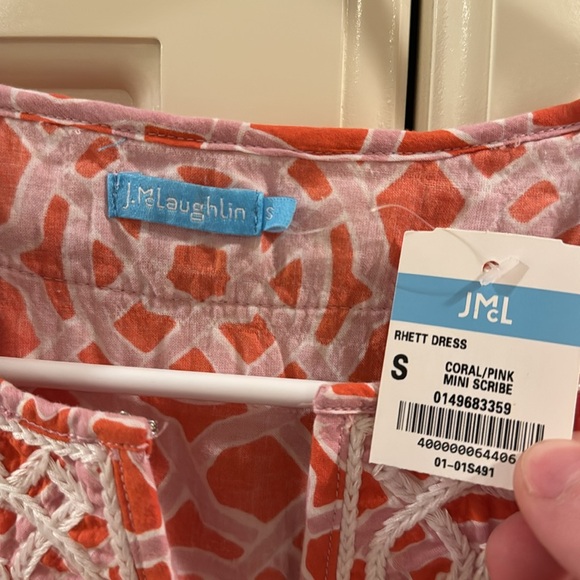 J.McLaughlin S
JMcL
RHETT DRESS
S
CORAL/PINK
MINI SCRIBE
0149683359
400000064406
01-01S491